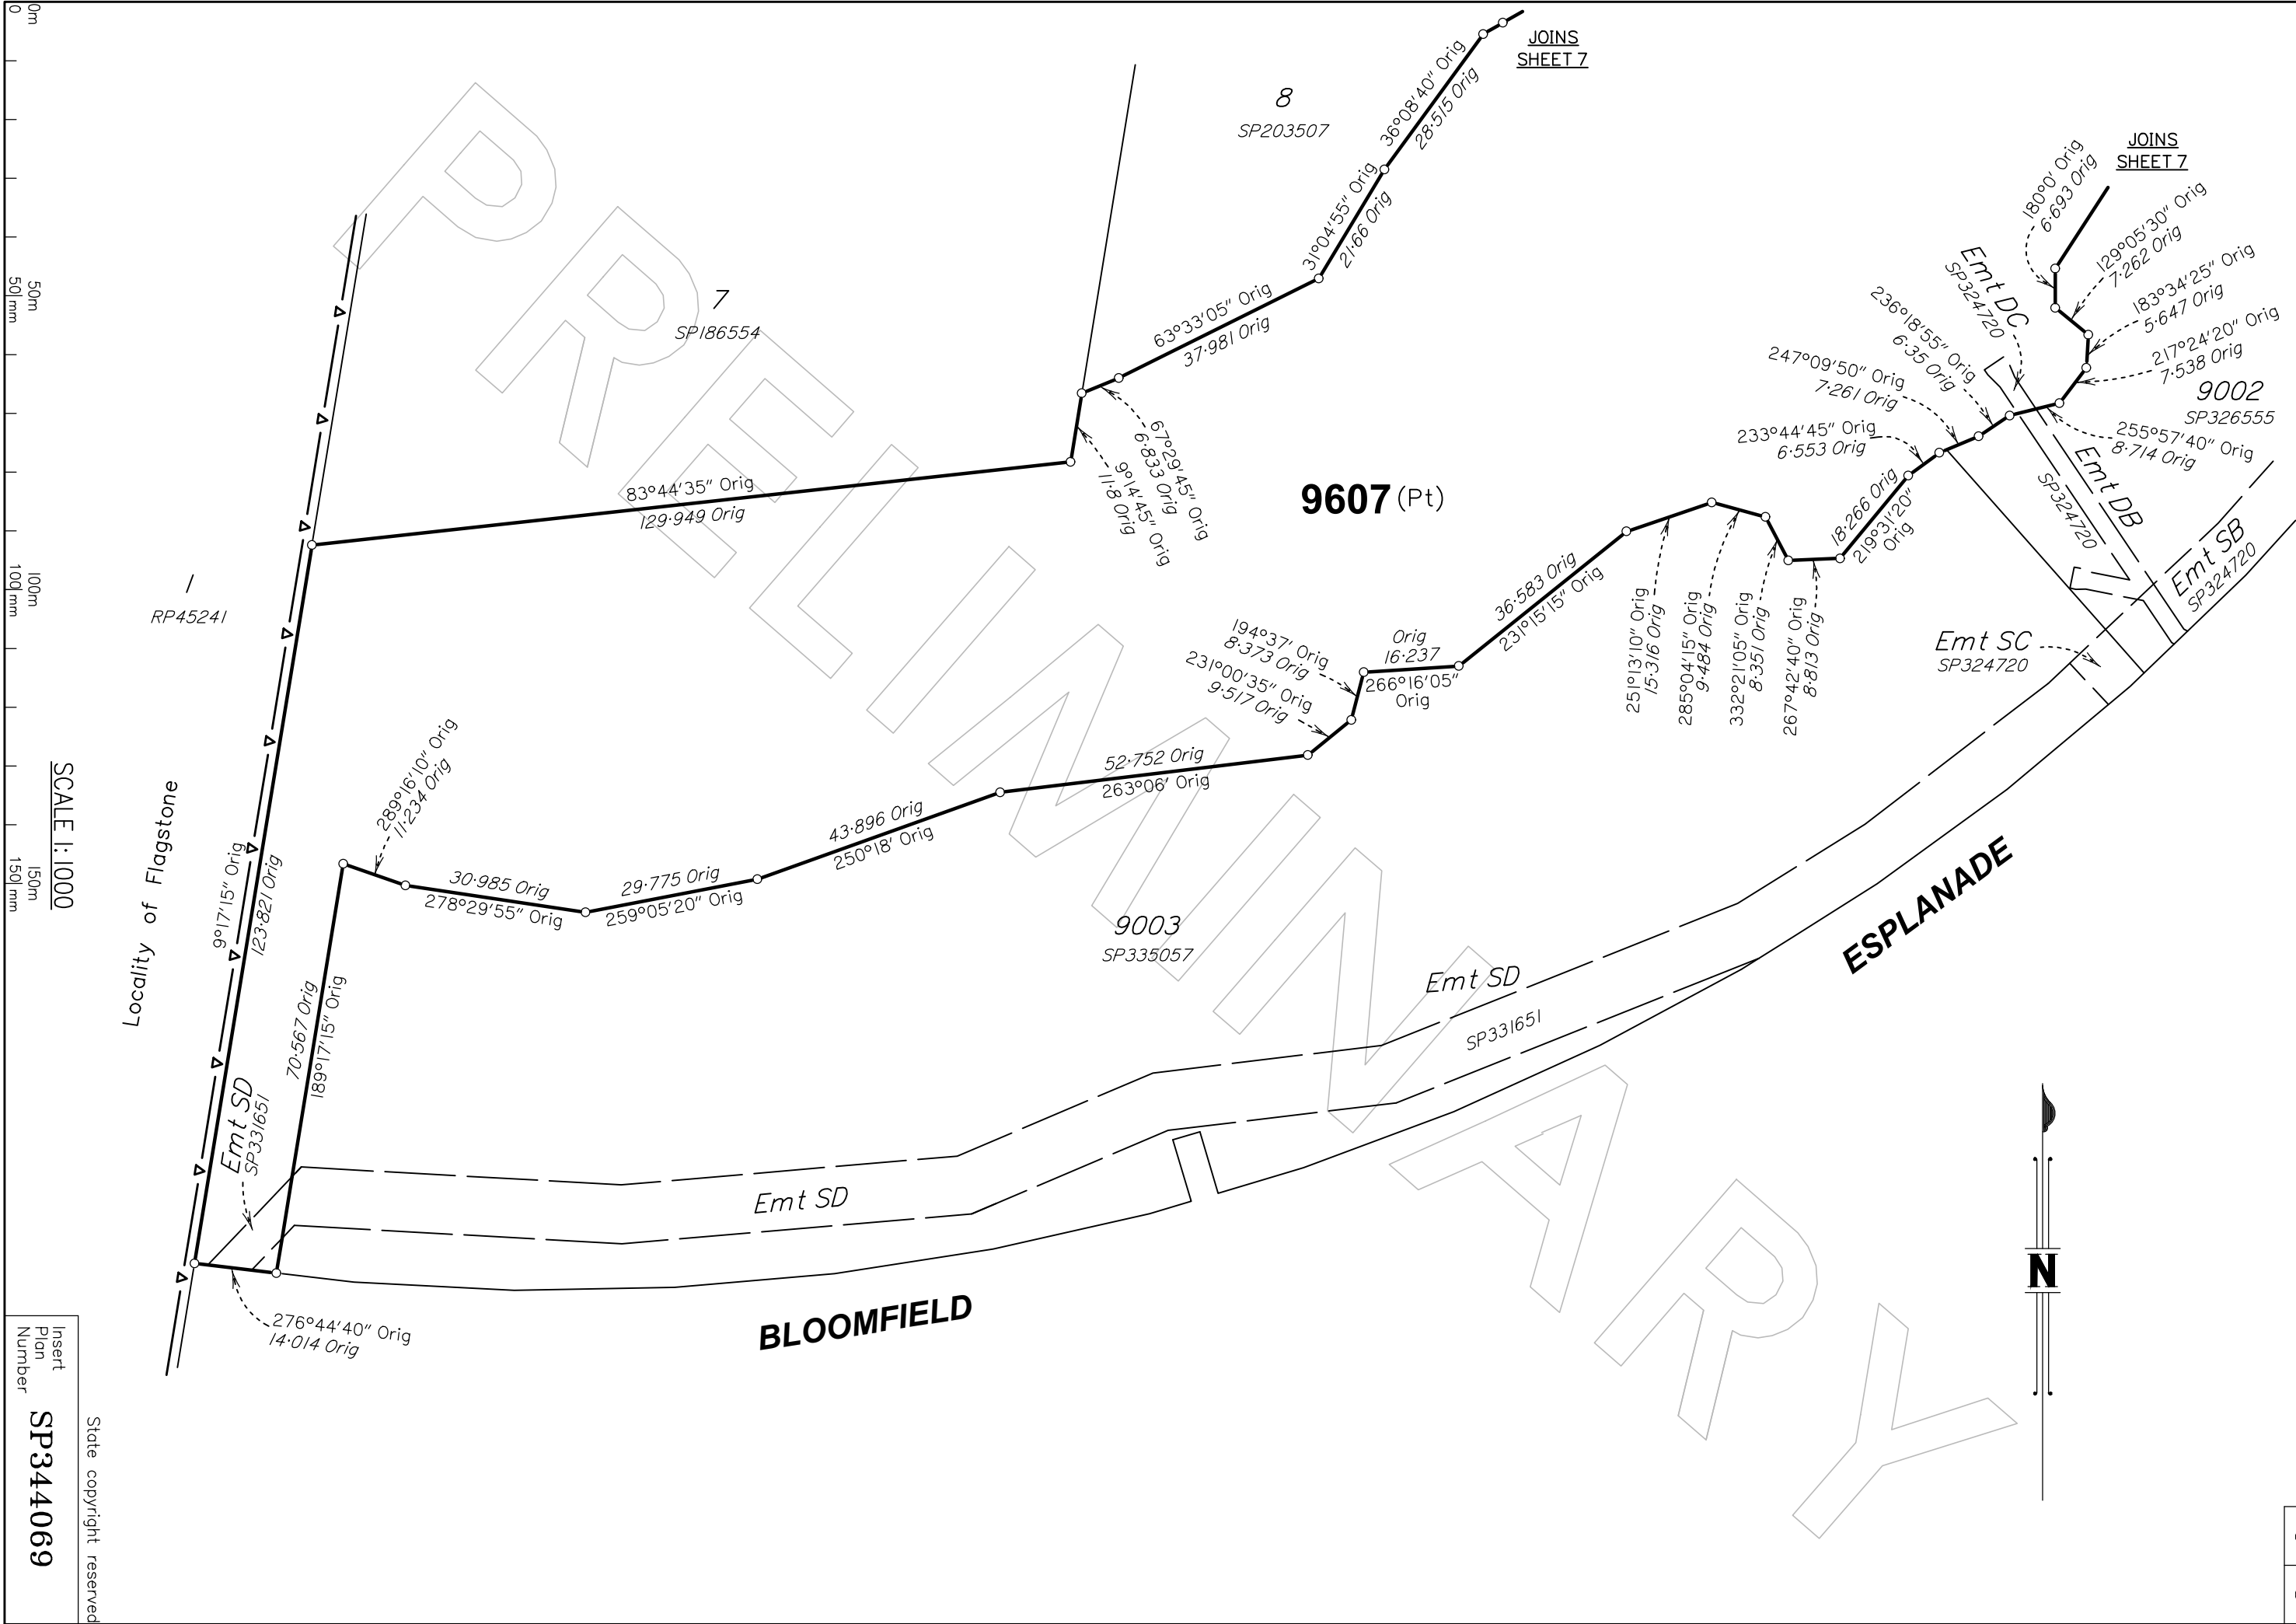 JOINS
SHEET 7
8
SP203507
36°08'40" Orig
28·515 Orig
31°04'55" Orig
21·66 Orig
63°33'05" Orig
37·981 Orig
7
SP186554
67°29'45" Orig
6·833 Orig
9°14'45" Orig
11·8 Orig
83°44'35" Orig
129·949 Orig
1
RP45241
9607 (Pt)
JOINS
SHEET 7
180°0' Orig
6·693 Orig
129°05'30" Orig
7·262 Orig
183°34'25" Orig
5·647 Orig
217°24'20" Orig
7·538 Orig
9002
SP326555
255°57'40" Orig
8·714 Orig
Emt DC
SP324720
236°18'55" Orig
6·35 Orig
247°09'50" Orig
7·261 Orig
233°44'45" Orig
6·553 Orig
18·266 Orig
219°31'20"
Orig
Emt DB
SP324720
Emt SB
SP324720
Emt SC
SP324720
267°42'40" Orig
8·813 Orig
332°21'05" Orig
8·351 Orig
285°04'15" Orig
9·484 Orig
251°13'10" Orig
15·316 Orig
36·583 Orig
231°15'15" Orig
Orig
16·237
266°16'05"
Orig
194°37' Orig
8·373 Orig
231°00'35" Orig
9·517 Orig
52·752 Orig
263°06' Orig
43·896 Orig
250°18' Orig
29·775 Orig
259°05'20" Orig
30·985 Orig
278°29'55" Orig
289°16'10" Orig
11·234 Orig
9°17'15" Orig
123·821 Orig
70·567 Orig
189°17'15" Orig
Locality of Flagstone
9003
SP335057
Emt SD
SP331651
Emt SD
SP331651
Emt SD
276°44'40" Orig
14·014 Orig
BLOOMFIELD
ESPLANADE
N
PRELIMINARY
0m
50m
100m
150m
0
50mm
100mm
150mm
SCALE 1:1000
State copyright reserved
Insert
Plan
Number
SP344069